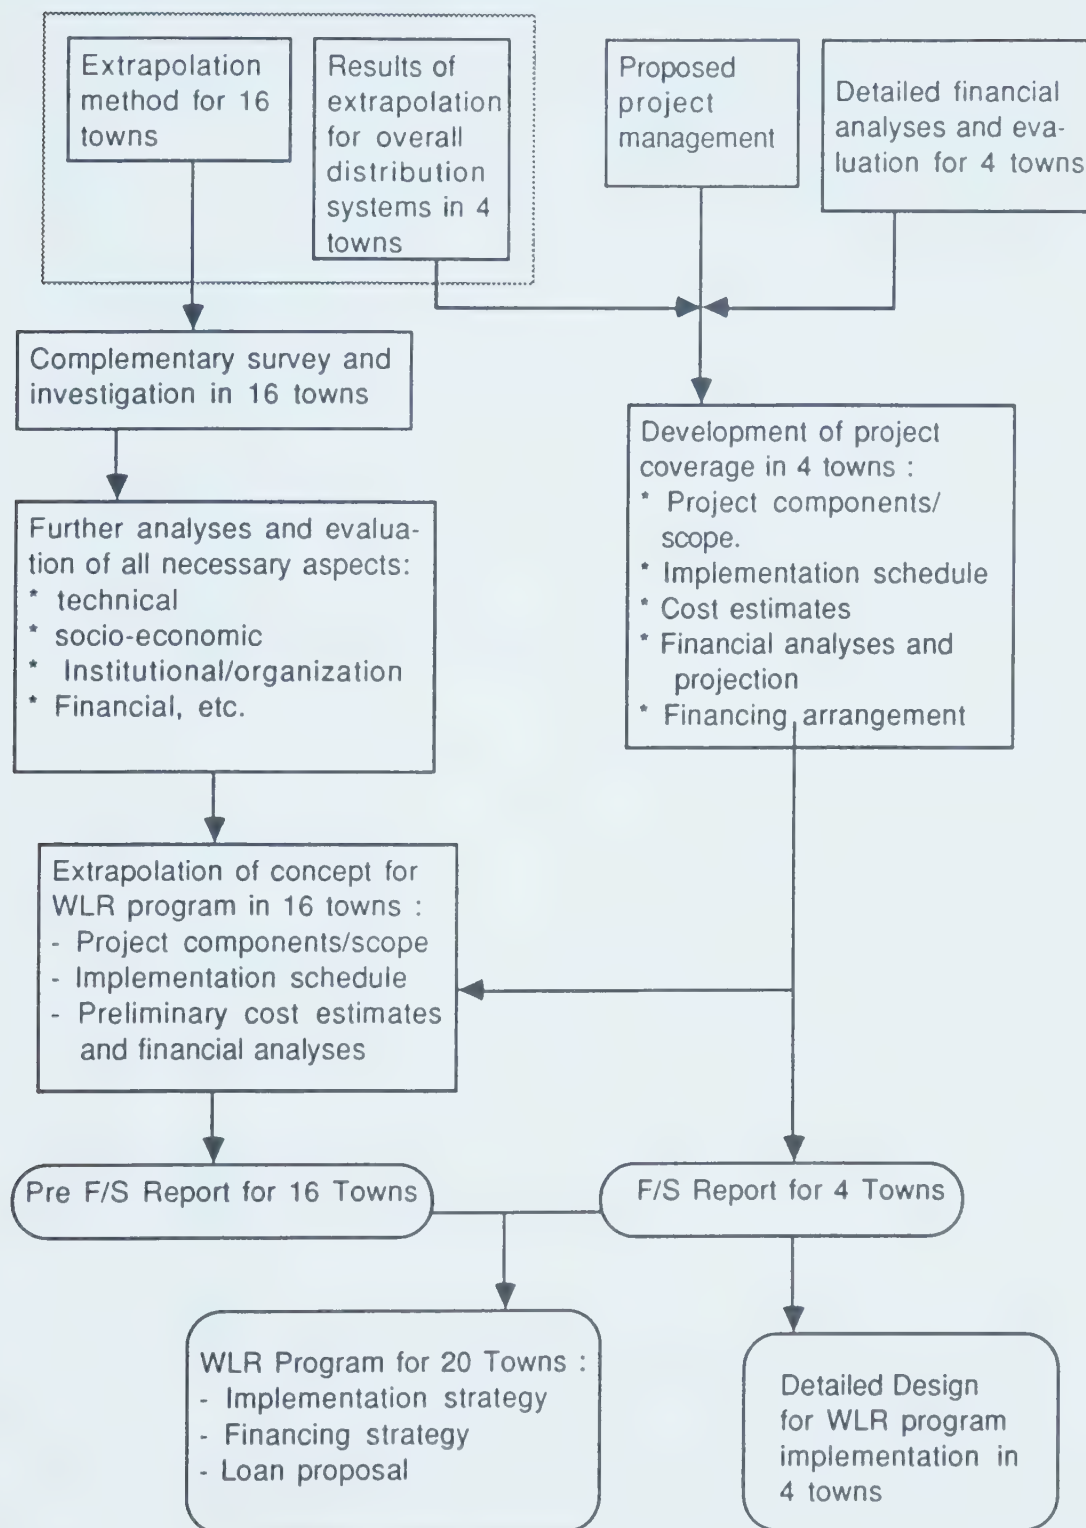 Extrapolation
method for 16
towns
Results of
extrapolation
for overall
distribution
systems in 4
towns
Proposed
project
management
Detailed financial
analyses and eva-
luation for 4 towns
Complementary survey and
investigation in 16 towns
Development of project
coverage in 4 towns :
* Project components/
scope.
* Implementation schedule
* Cost estimates
* Financial analyses and
projection
* Financing arrangement
Further analyses and evalua-
tion of all necessary aspects:
* technical
* socio-economic
* Institutional/organization
* Financial, etc.
Extrapolation of concept for
WLR program in 16 towns :
- Project components/scope
- Implementation schedule
- Preliminary cost estimates
and financial analyses
Pre F/S Report for 16 Towns
F/S Report for 4 Towns
WLR Program for 20 Towns :
- Implementation strategy
- Financing strategy
- Loan proposal
Detailed Design
for WLR program
implementation in
4 towns